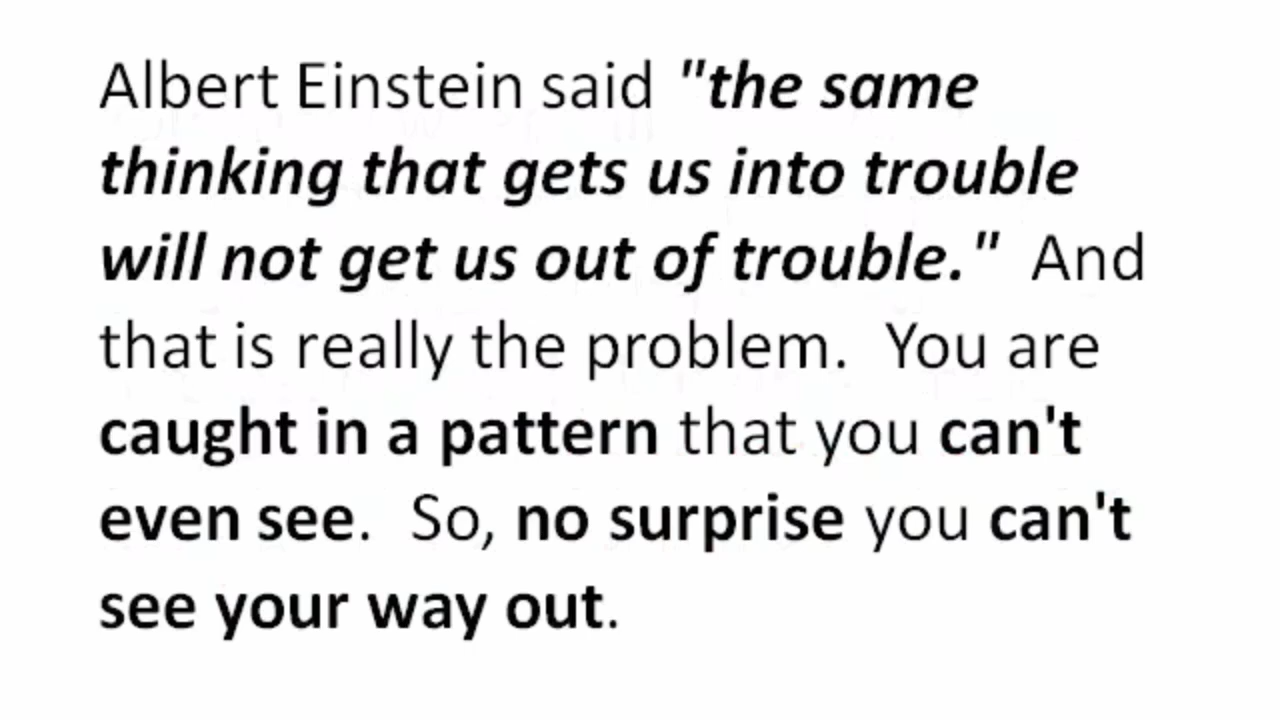 Albert Einstein said "the same
thinking that gets us into trouble
will not get us out of trouble." And
that is really the problem. You are
caught in a pattern that you can't
even see. So, no surprise you can't
see your way out.